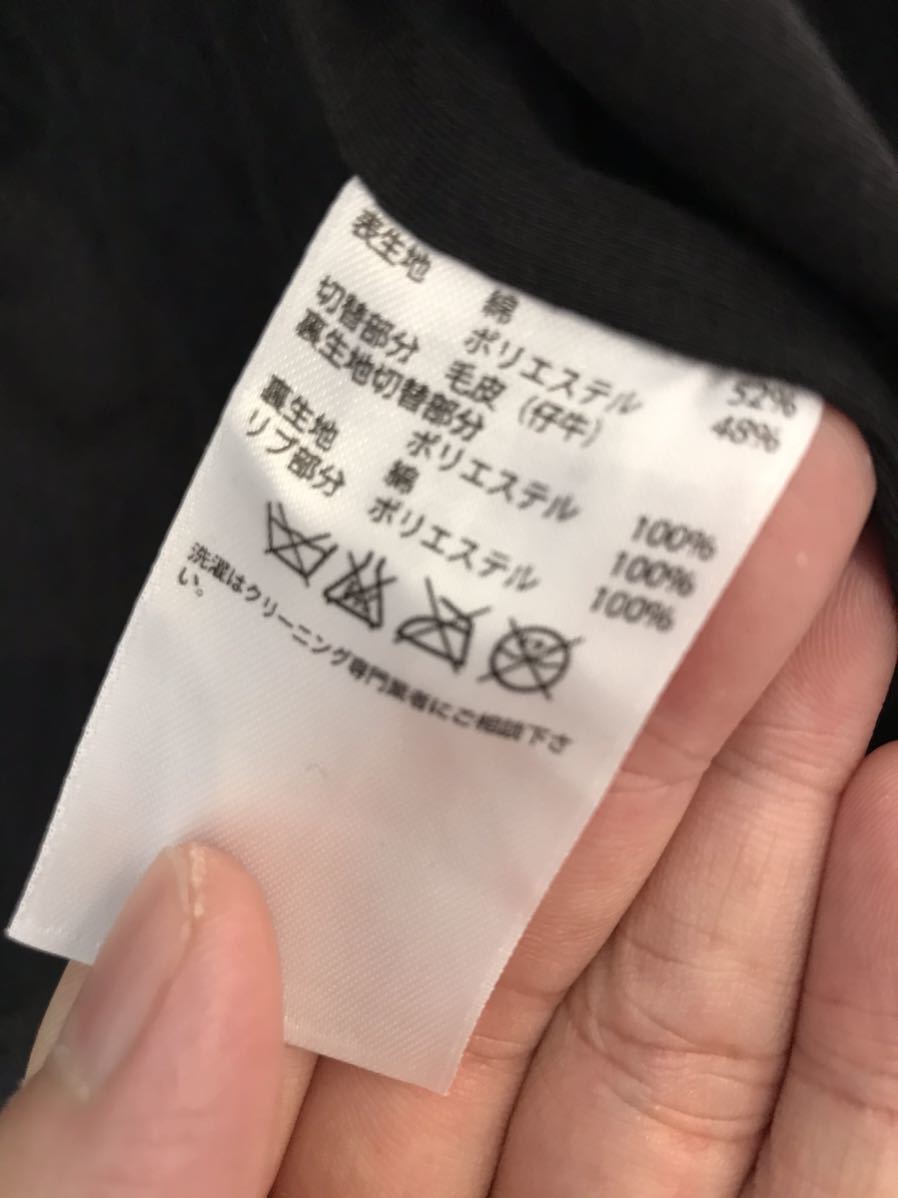 表生地 綿 52%
ポリエステル 48%
切替部分 毛皮（仔牛）
裏生地切替部分
ポリエステル 100%
裏生地 綿 100%
リブ部分 ポリエステル 100%
洗濯はクリーニング専門業者にご相談下さ
い。